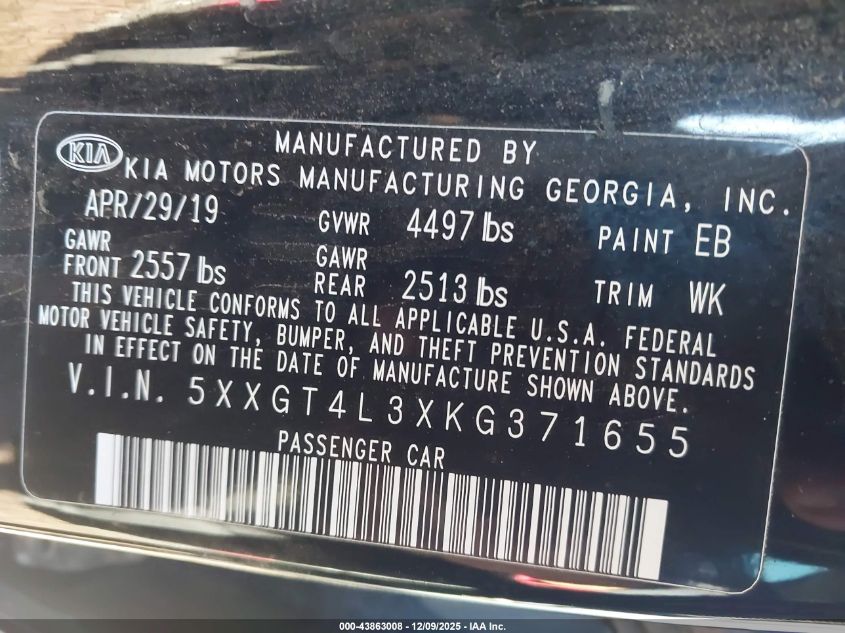 KIA
MANUFACTURED BY
KIA MOTORS MANUFACTURING GEORGIA, INC.
APR/29/19 GVWR 4497 lbs PAINT EB
GAWR FRONT 2557 lbs GAWR REAR 2513 lbs TRIM WK
THIS VEHICLE CONFORMS TO ALL APPLICABLE U.S.A. FEDERAL
MOTOR VEHICLE SAFETY, BUMPER, AND THEFT PREVENTION STANDARDS
IN EFFECT ON THE DATE OF MANUFACTURE SHOWN ABOVE.
V.I.N. 5XXGT4L3XKG371655
PASSENGER CAR
000-43863008 - 12/09/2025 - IAA Inc.